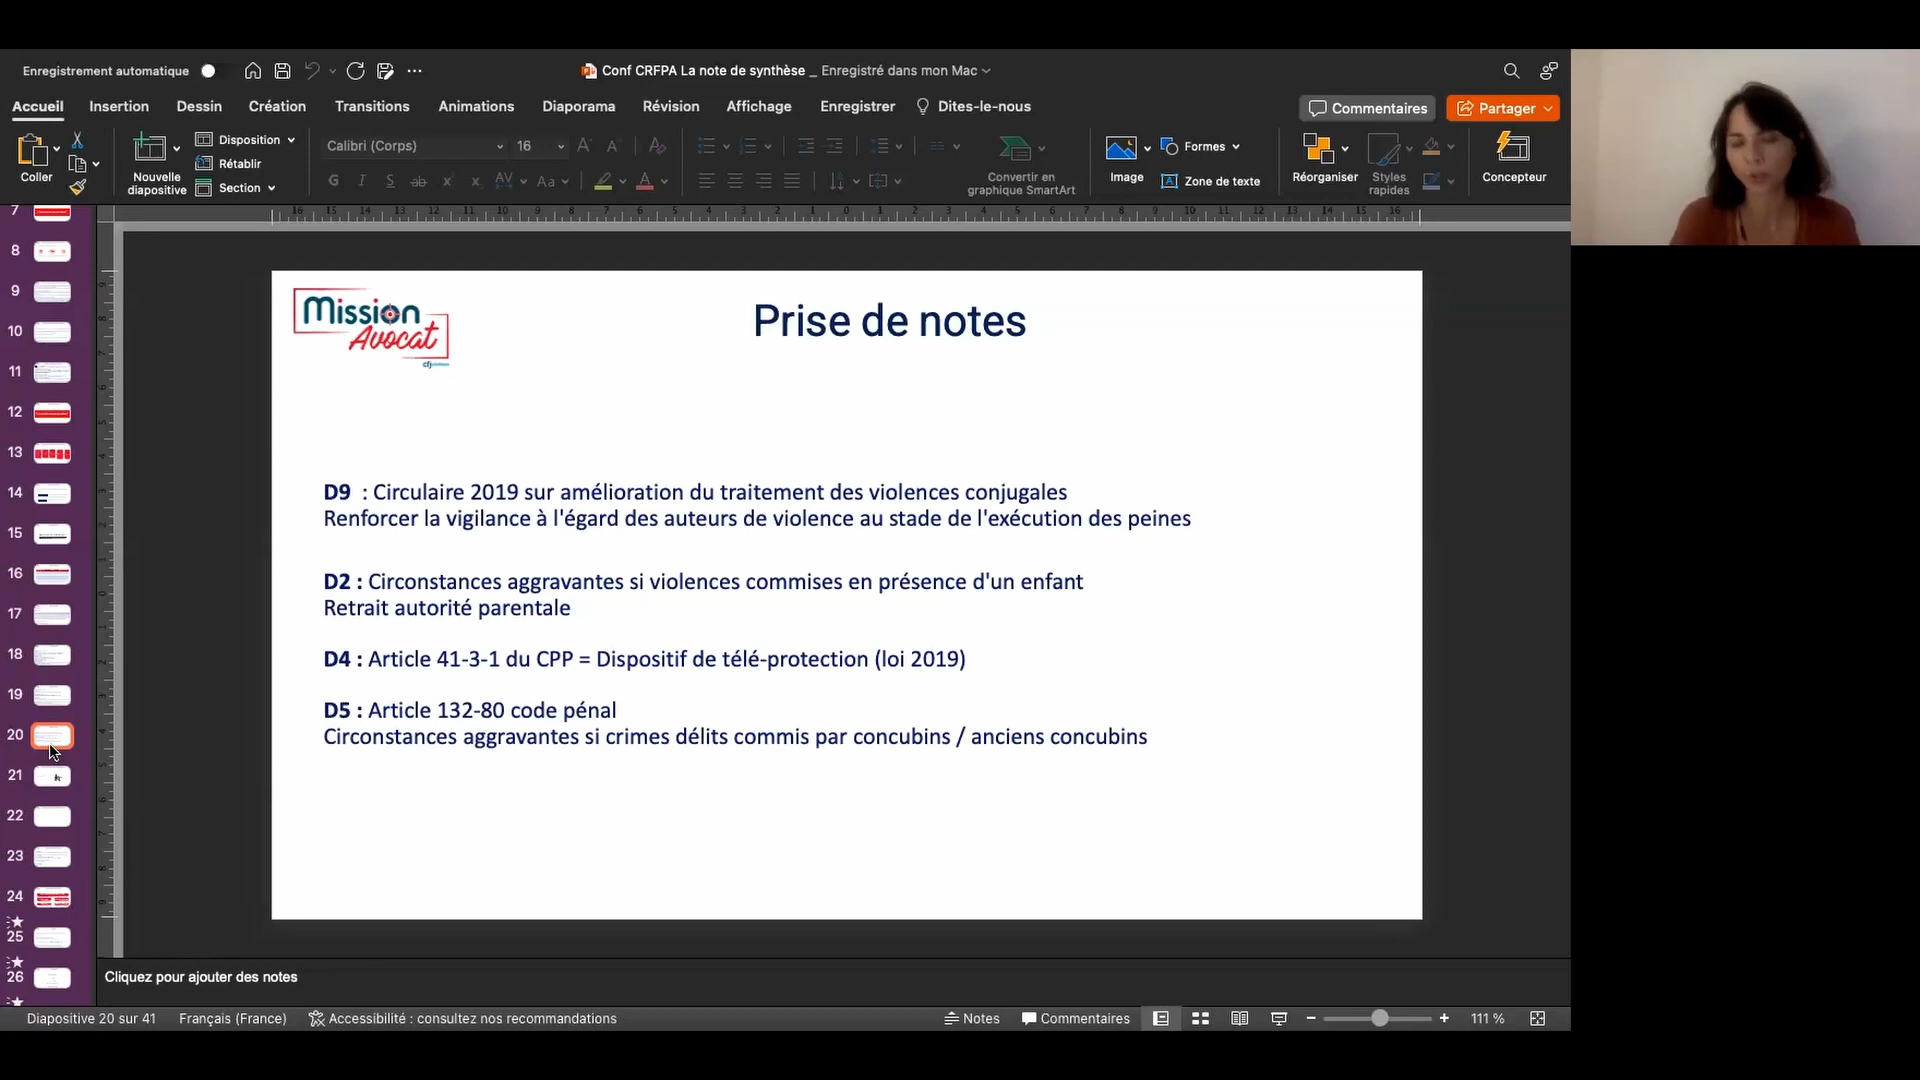 Enregistrement automatique
Conf CRFPA La note de synthèse _ Enregistré dans mon Mac
Accueil
Insertion
Dessin
Création
Transitions
Animations
Diaporama
Révision
Affichage
Enregistrer
Dites-le-nous
Commentaires
Partager
Coller
Nouvelle diapositive
Disposition
Rétablir
Section
Calibri (Corps)
16
Convertir en graphique SmartArt
Image
Formes
Zone de texte
Réorganiser
Styles rapides
Concepteur
7
8
9
10
11
12
13
14
15
16
17
18
19
20
21
22
23
24
25
26
Mission
Avocat
Prise de notes
D9 : Circulaire 2019 sur amélioration du traitement des violences conjugales
Renforcer la vigilance à l'égard des auteurs de violence au stade de l'exécution des peines
D2 : Circonstances aggravantes si violences commises en présence d'un enfant
Retrait autorité parentale
D4 : Article 41-3-1 du CPP = Dispositif de télé-protection (loi 2019)
D5 : Article 132-80 code pénal
Circonstances aggravantes si crimes délits commis par concubins / anciens concubins
Cliquez pour ajouter des notes
Diapositive 20 sur 41
Français (France)
Accessibilité : consultez nos recommandations
Notes
Commentaires
111 %